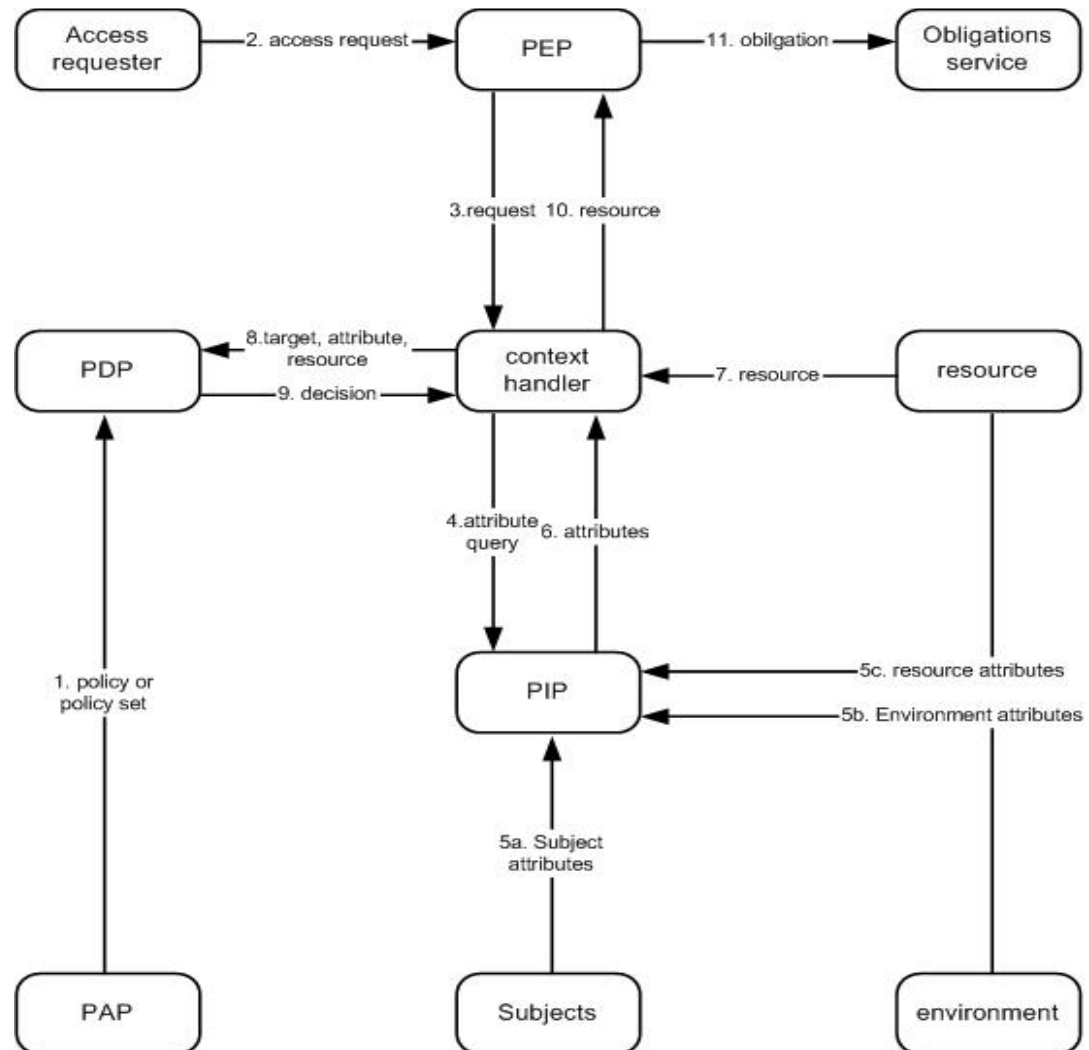 Access
requester
2. access request
PEP
11. obilgation
Obligations
service
3.request
10. resource
PDP
8.target, attribute,
resource
9. decision
context
handler
7. resource
resource
4.attribute
query
6. attributes
1. policy or
policy set
PIP
5c. resource attributes
5b. Environment attributes
5a. Subject
attributes
PAP
Subjects
environment